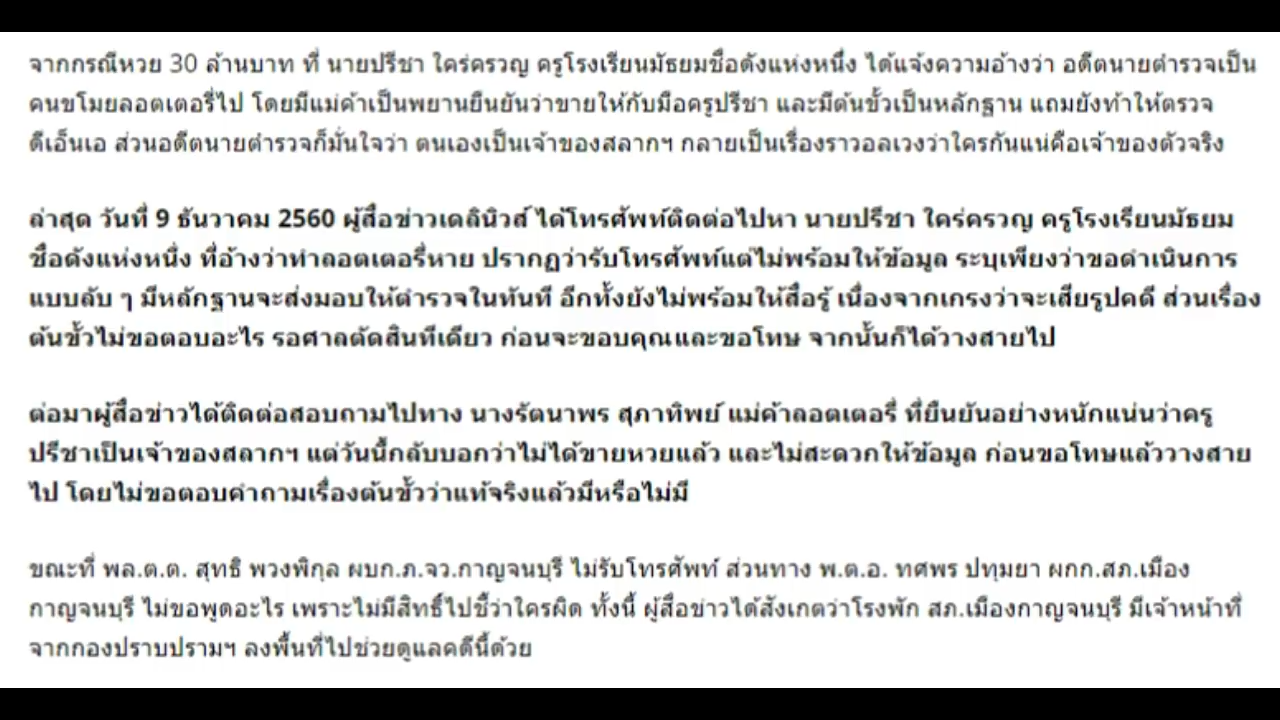 จากกรณีหวย 30 ล้านบาท ที่ นายปรีชา ใคร่ครวญ ครูโรงเรียนมัธยมชื่อดังแห่งหนึ่ง ได้แจ้งความอ้างว่า อดีตนายตำรวจเป็น
คนขโมยลอตเตอรี่ไป โดยมีแม่ค้าเป็นพยานยืนยันว่าขายให้กับมือครูปรีชา และมีต้นขั้วเป็นหลักฐาน แถมยังท้าให้ตรวจ
ดีเอ็นเอ ส่วนอดีตนายตำรวจก็มั่นใจว่า ตนเองเป็นเจ้าของสลากฯ กลายเป็นเรื่องราวอลเวงว่าใครกันแน่คือเจ้าของตัวจริง
ล่าสุด วันที่ 9 ธันวาคม 2560 ผู้สื่อข่าวเดลินิวส์ ได้โทรศัพท์ติดต่อไปหา นายปรีชา ใคร่ครวญ ครูโรงเรียนมัธยม
ชื่อดังแห่งหนึ่ง ที่อ้างว่าทำลอตเตอรี่หาย ปรากฏว่ารับโทรศัพท์แต่ไม่พร้อมให้ข้อมูล ระบุเพียงว่าขอดำเนินการ
แบบลับ ๆ มีหลักฐานจะส่งมอบให้ตำรวจในทันที อีกทั้งยังไม่พร้อมให้สื่อรู้ เนื่องจากเกรงว่าจะเสียรูปคดี ส่วนเรื่อง
ต้นขั้วไม่ขอตอบอะไร รอศาลตัดสินทีเดียว ก่อนจะขอบคุณและขอโทษ จากนั้นก็ได้วางสายไป
ต่อมาผู้สื่อข่าวได้ติดต่อสอบถามไปทาง นางรัตนาพร สุภาทิพย์ แม่ค้าลอตเตอรี่ ที่ยืนยันอย่างหนักแน่นว่าครู
ปรีชาเป็นเจ้าของสลากฯ แต่วันนี้กลับบอกว่าไม่ได้ขายหวยแล้ว และไม่สะดวกให้ข้อมูล ก่อนขอโทษแล้ววางสาย
ไป โดยไม่ขอตอบคำถามเรื่องต้นขั้วว่าแท้จริงแล้วมีหรือไม่มี
ขณะที่ พล.ต.ต. สุทธิ พวงพิกุล ผบก.ภ.จว.กาญจนบุรี ไม่รับโทรศัพท์ ส่วนทาง พ.ต.อ. ทศพร ปทุมยา ผกก.สภ.เมือง
กาญจนบุรี ไม่ขอพูดอะไร เพราะไม่มีสิทธิ์ไปชี้ว่าใครผิด ทั้งนี้ ผู้สื่อข่าวได้สังเกตว่าโรงพัก สภ.เมืองกาญจนบุรี มีเจ้าหน้าที่
จากกองปราบปรามฯ ลงพื้นที่ไปช่วยดูแลคดีนี้ด้วย